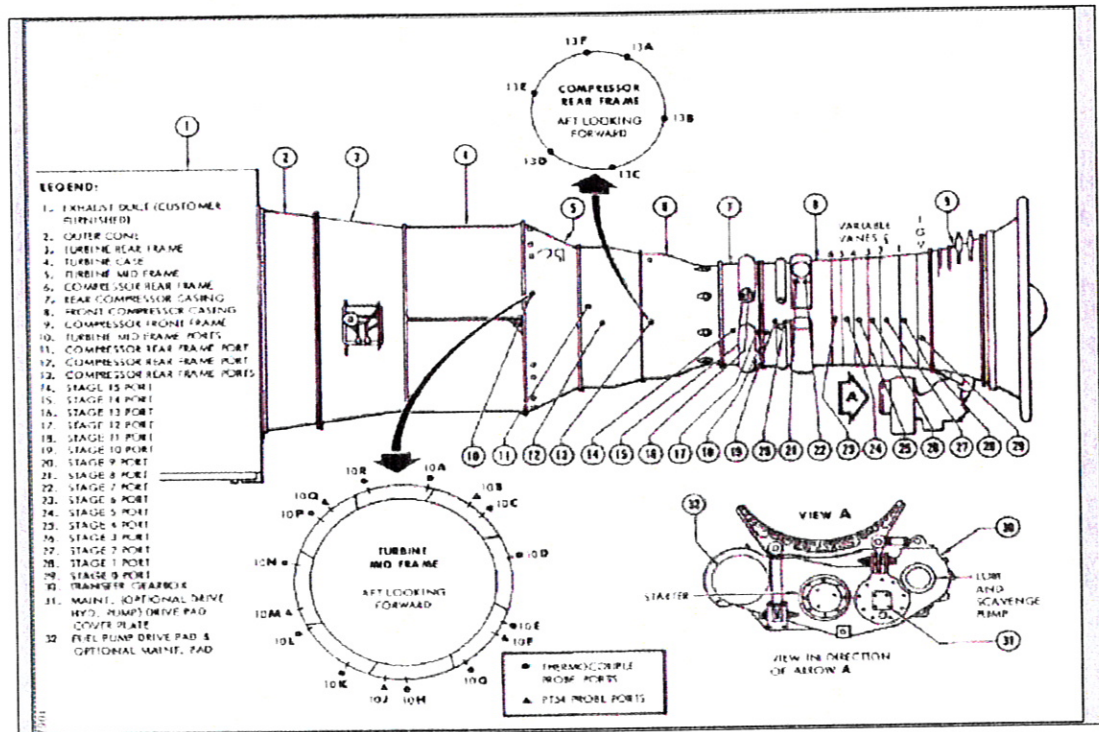 13F
13A
13E
COMPRESSOR
REAR FRAME
AFT LOOKING
FORWARD
13B
13D
13C
1
2
3
4
5
6
7
8
VARIABLE
VANES
6 5 4 3 2 1
IGV
9
LEGEND:
1. EXHAUST DUCT (CUSTOMER
FURNISHED)
2. OUTER CONE
3. TURBINE REAR FRAME
4. TURBINE CASE
5. TURBINE MID FRAME
6. COMPRESSOR REAR FRAME
7. REAR COMPRESSOR CASING
8. FRONT COMPRESSOR CASING
9. COMPRESSOR FRONT FRAME
10. TURBINE MID FRAME PORTS
11. COMPRESSOR REAR FRAME PORT
12. COMPRESSOR REAR FRAME PORT
13. COMPRESSOR REAR FRAME PORTS
14. STAGE 15 PORT
15. STAGE 14 PORT
16. STAGE 13 PORT
17. STAGE 12 PORT
18. STAGE 11 PORT
19. STAGE 10 PORT
20. STAGE 9 PORT
21. STAGE 8 PORT
22. STAGE 7 PORT
23. STAGE 6 PORT
24. STAGE 5 PORT
25. STAGE 4 PORT
26. STAGE 3 PORT
27. STAGE 2 PORT
28. STAGE 1 PORT
29. STAGE 0 PORT
30. TRANSFER GEARBOX
31. MAINT. (OPTIONAL DRIVE
HYD. PUMP) DRIVE PAD
COVER PLATE
32 FUEL PUMP DRIVE PAD &
OPTIONAL MAINT. PAD
A
10 11 12 13 14 15 16 17 18 19 20 21 22 23 24 25 26 27 28 29
10R
10A
10B
10C
10Q
10P
10D
10N
TURBINE
MID FRAME
AFT LOOKING
FORWARD
10M
10L
10E
10F
10K
10J
10H
10G
THERMOCOUPLE
PROBE PORTS
PT54 PROBE PORTS
VIEW A
32
30
STARTER
LUBE
AND
SCAVENGE
PUMP
31
VIEW IN DIRECTION
OF ARROW A